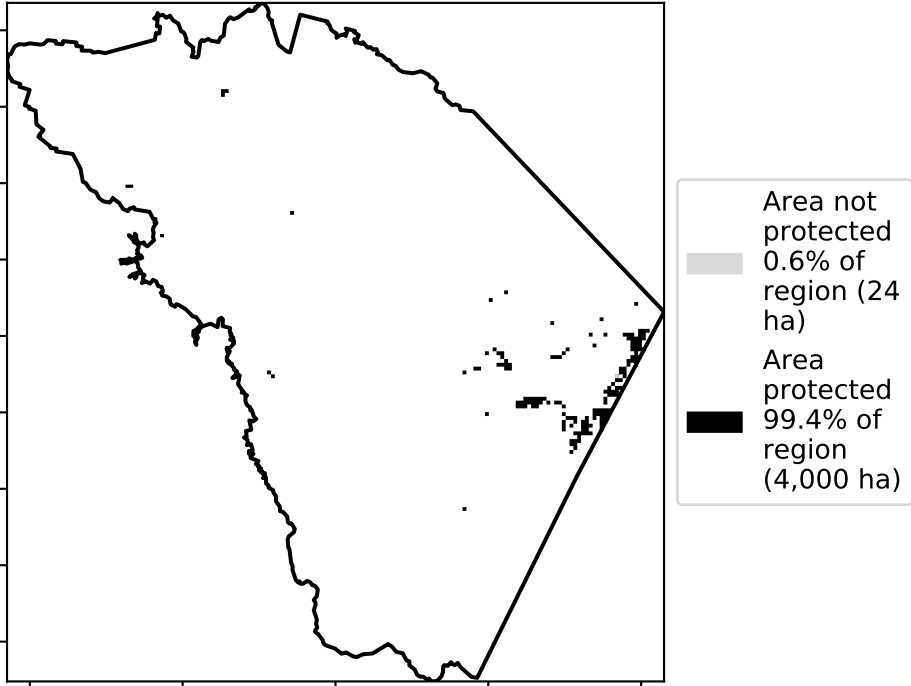 Area not
protected
0.6% of
region (24
ha)
Area
protected
99.4% of
region
(4,000 ha)